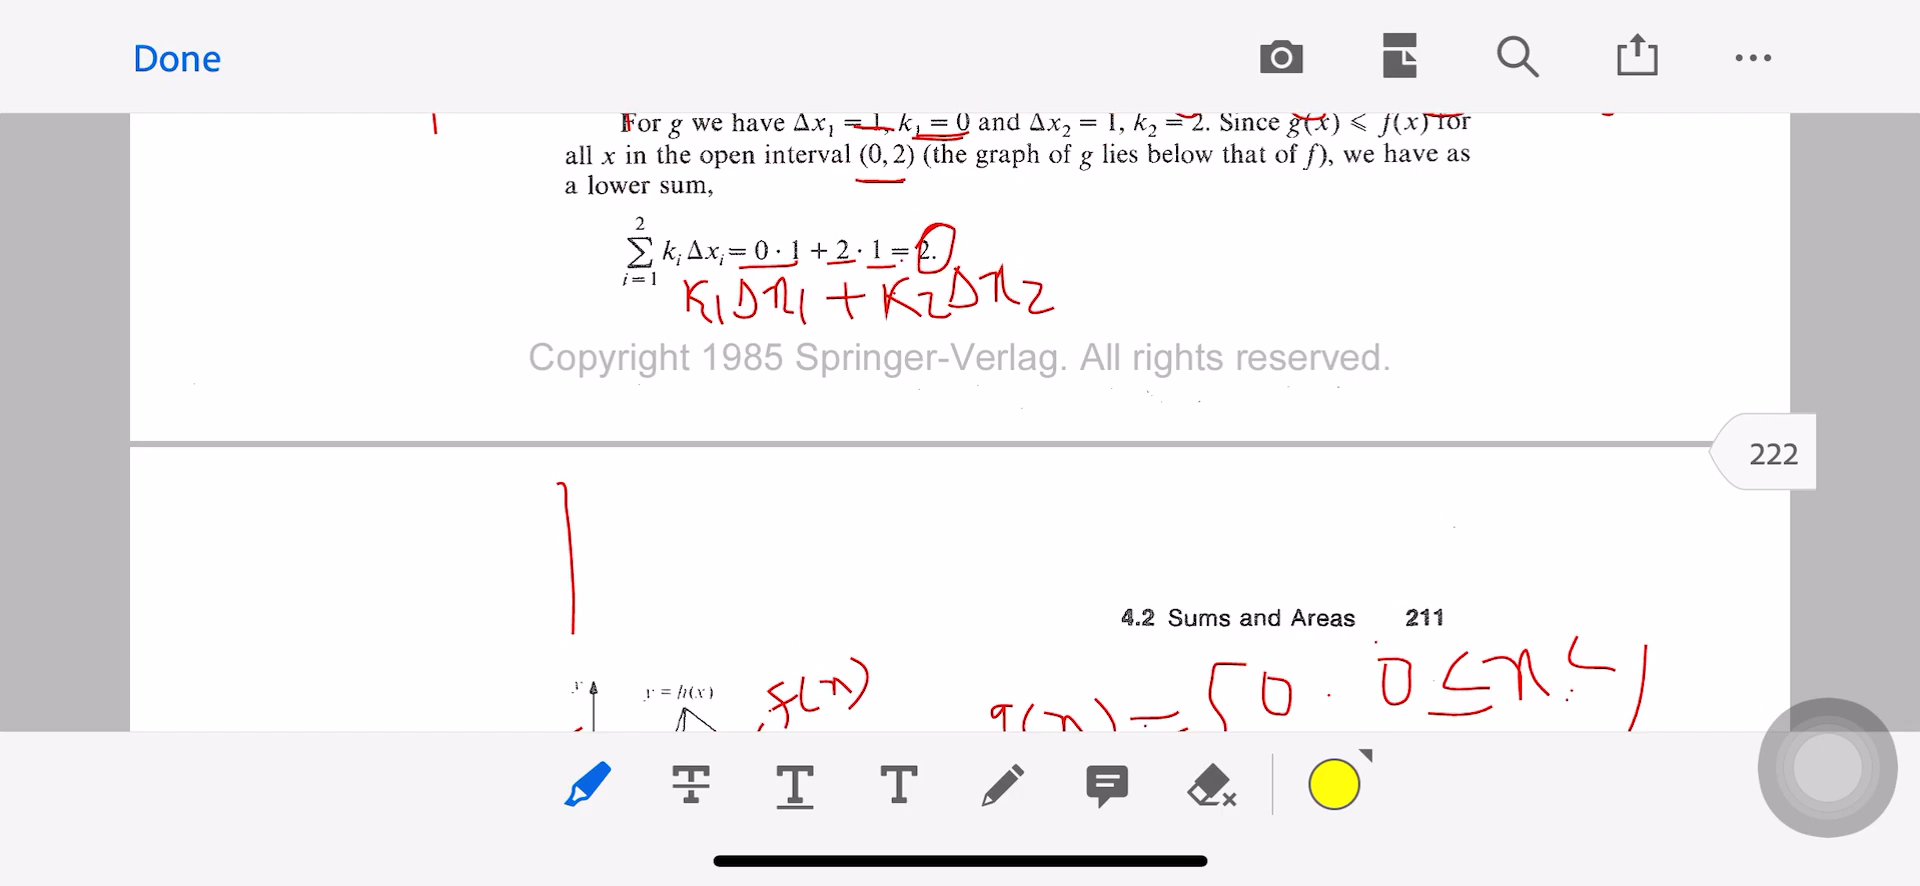 Done
For g we have Δx₁ = 1, k₁ = 0 and Δx₂ = 1, k₂ = 2. Since g(x) ⩽ f(x) for
all x in the open interval (0, 2) (the graph of g lies below that of f), we have as
a lower sum,
2
∑ kᵢ Δxᵢ = 0 · 1 + 2 · 1 = 2.
i = 1
K₁Δx₁ + K₂Δx₂
Copyright 1985 Springer-Verlag. All rights reserved.
222
4.2 Sums and Areas 211
y
y = h(x)
f(x)
g(x) = { 0 . 0 ≤ x <
T T T